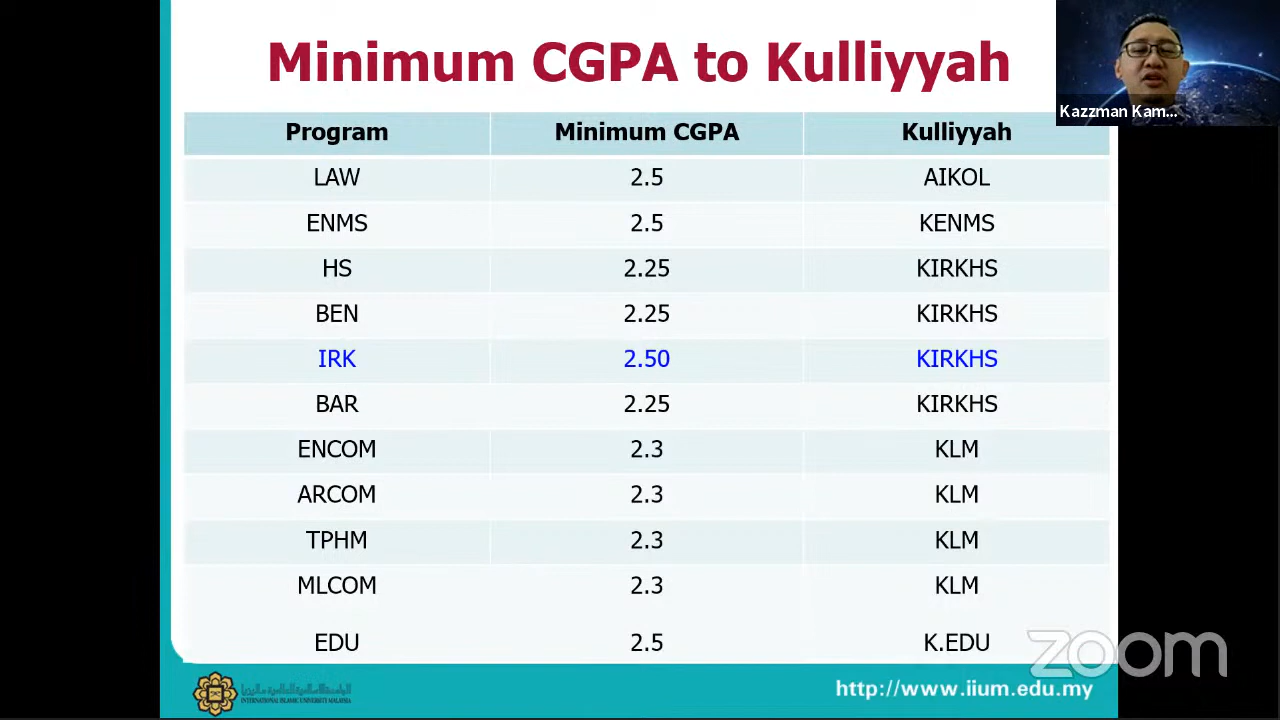 Minimum CGPA to Kulliyyah
Kazzman Kam...
Program Minimum CGPA Kulliyyah
LAW 2.5 AIKOL
ENMS 2.5 KENMS
HS 2.25 KIRKHS
BEN 2.25 KIRKHS
IRK 2.50 KIRKHS
BAR 2.25 KIRKHS
ENCOM 2.3 KLM
ARCOM 2.3 KLM
TPHM 2.3 KLM
MLCOM 2.3 KLM
EDU 2.5 K.EDU
zoom
INTERNATIONAL ISLAMIC UNIVERSITY MALAYSIA
http://www.iium.edu.my